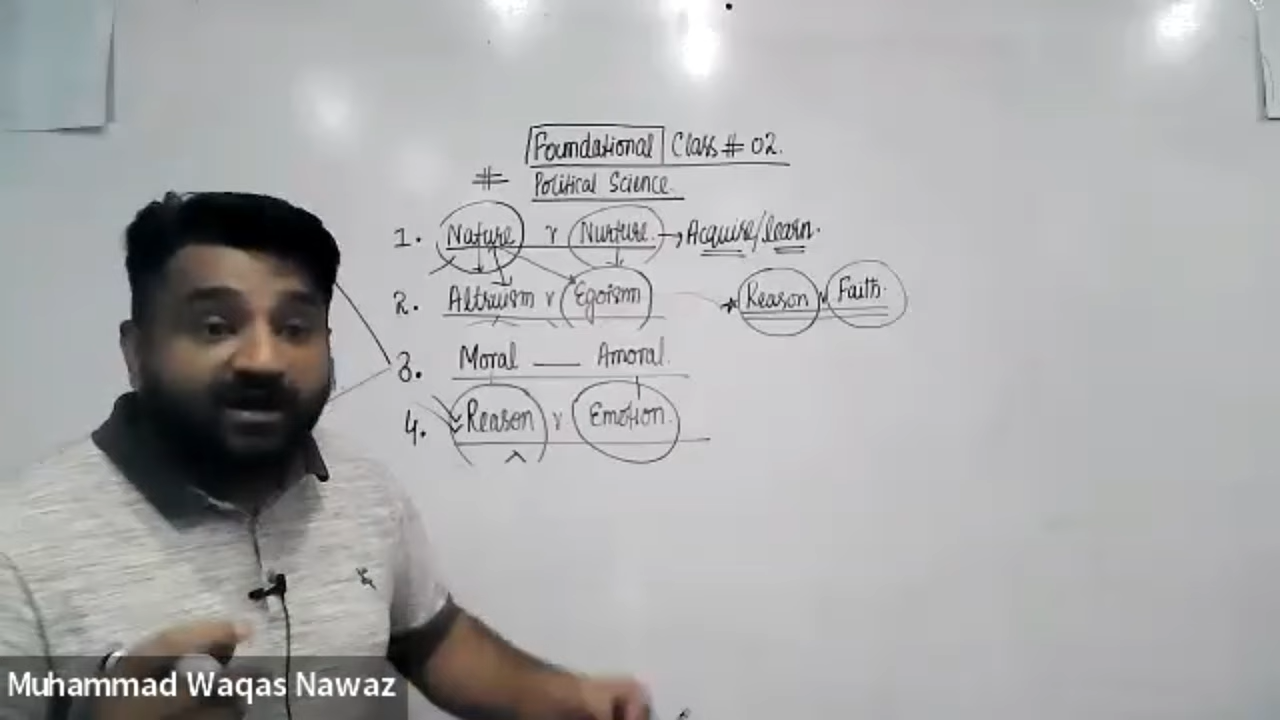 Foundational Class # 02.
# Political Science.
1. Nature v Nurture. → Acquire/learn.
2. Altruism v Egoism → Reason v Faith.
3. Moral — Amoral.
4. Reason v Emotion.
Muhammad Waqas Nawaz